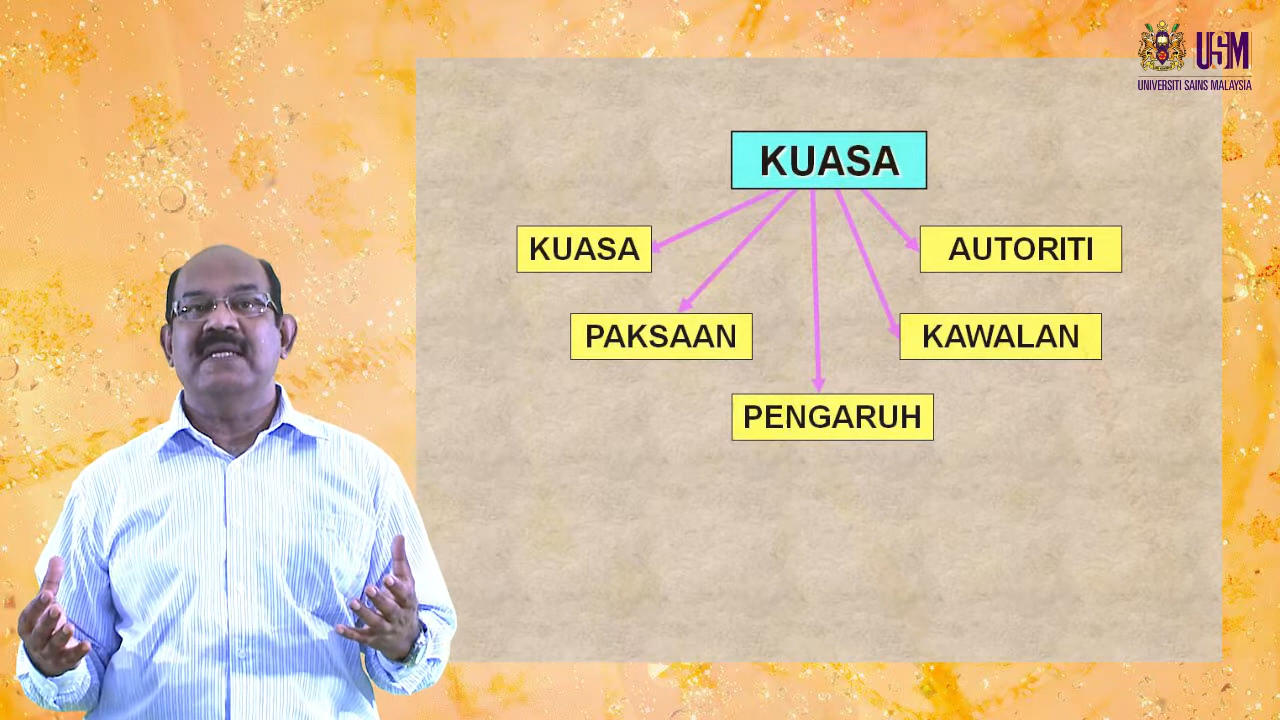 USM
UNIVERSITI SAINS MALAYSIA
KUASA
KUASA
AUTORITI
PAKSAAN
KAWALAN
PENGARUH